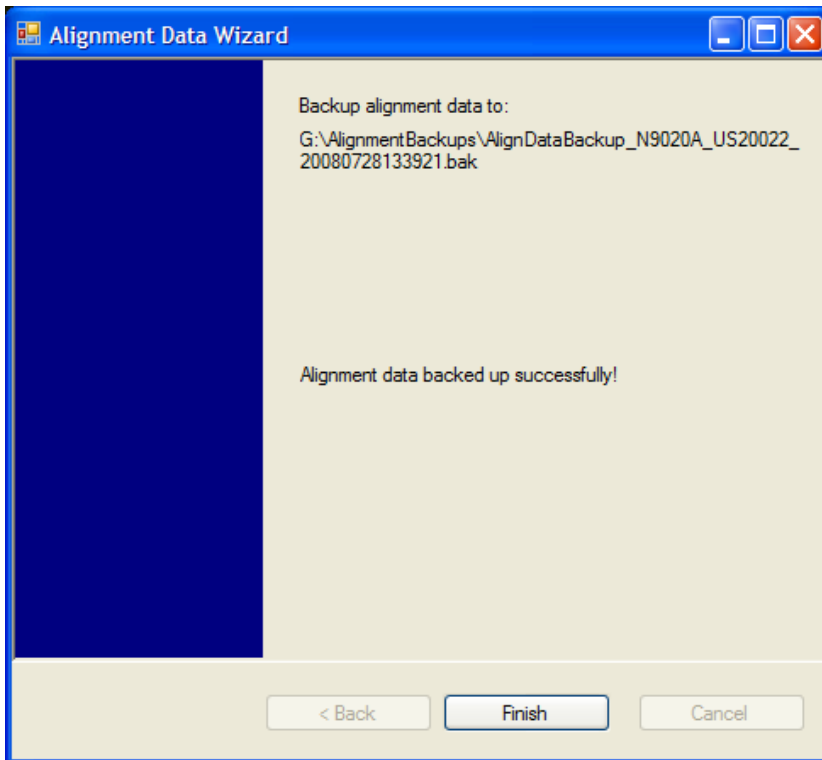 Alignment Data Wizard
Backup alignment data to:
G:\AlignmentBackups\AlignDataBackup_N9020A_US20022_
20080728133921.bak
Alignment data backed up successfully!
< Back
Finish
Cancel